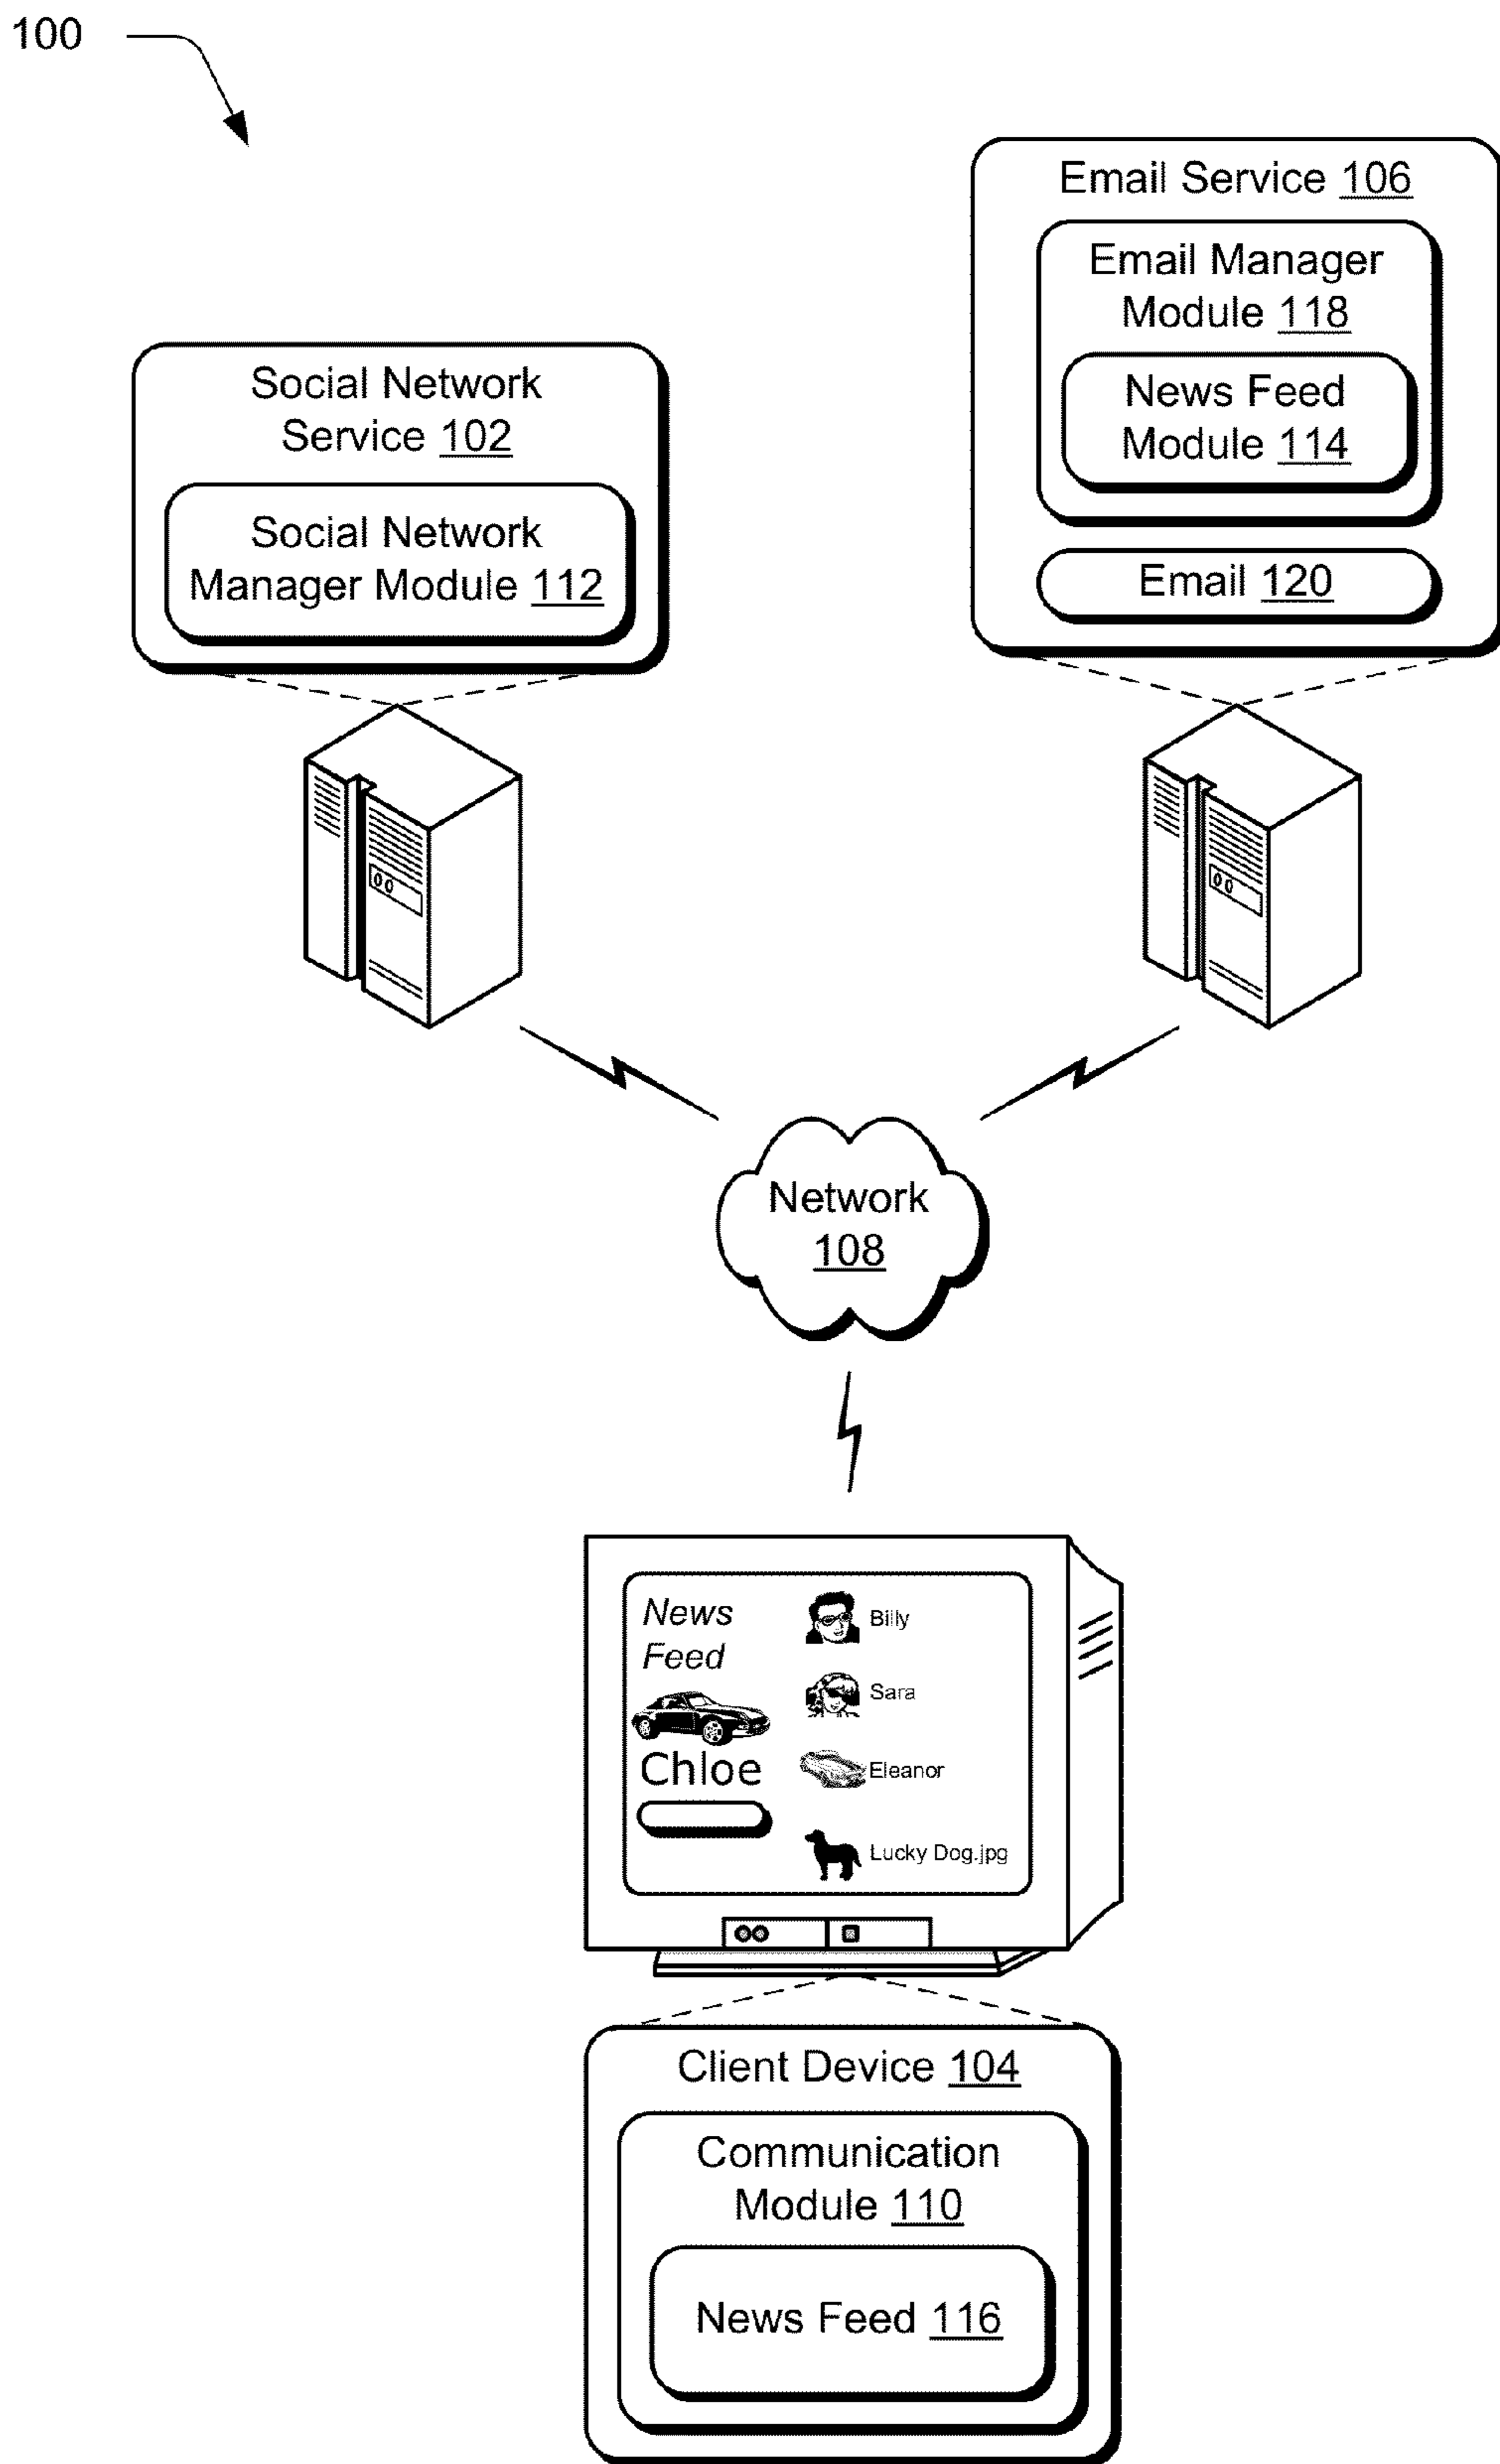 100
Email Service 106
Email Manager
Module 118
News Feed
Module 114
Email 120
Social Network
Service 102
Social Network
Manager Module 112
Network
108
News
Feed
Chloe
Billy
Sara
Eleanor
Lucky Dog.jpg
Client Device 104
Communication
Module 110
News Feed 116